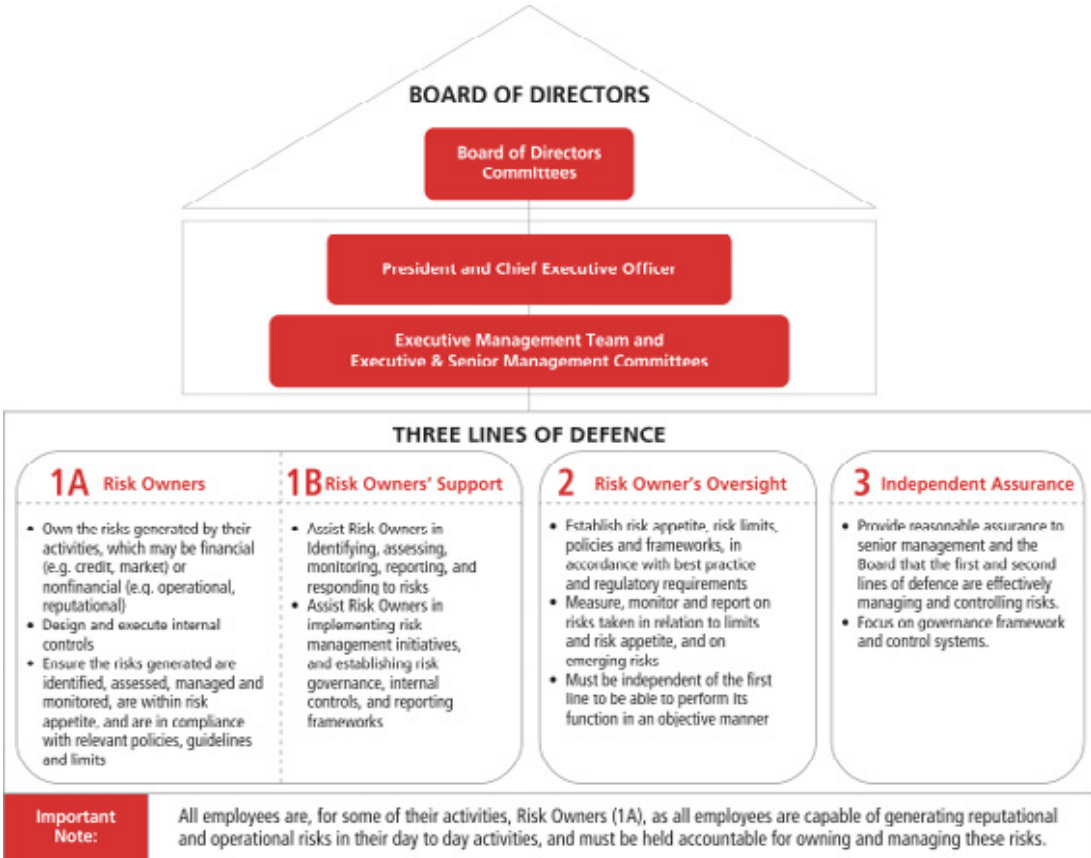 BOARD OF DIRECTORS
Board of Directors
Committees
President and Chief Executive Officer
Executive Management Team and
Executive & Senior Management Committees
THREE LINES OF DEFENCE
1A Risk Owners
• Own the risks generated by their
activities, which may be financial
(e.g. credit, market) or
nonfinancial (e.g. operational,
reputational)
• Design and execute internal
controls
• Ensure the risks generated are
identified, assessed, managed and
monitored, are within risk
appetite, and are in compliance
with relevant policies, guidelines
and limits
1B Risk Owners' Support
• Assist Risk Owners in
Identifying, assessing,
monitoring, reporting, and
responding to risks
• Assist Risk Owners in
implementing risk
management initiatives,
and establishing risk
governance, internal
controls, and reporting
frameworks
2 Risk Owner's Oversight
• Establish risk appetite, risk limits,
policies and frameworks, in
accordance with best practice
and regulatory requirements
• Measure, monitor and report on
risks taken in relation to limits
and risk appetite, and on
emerging risks
• Must be independent of the first
line to be able to perform its
function in an objective manner
3 Independent Assurance
• Provide reasonable assurance to
senior management and the
Board that the first and second
lines of defence are effectively
managing and controlling risks.
• Focus on governance framework
and control systems.
Important
Note:
All employees are, for some of their activities, Risk Owners (1A), as all employees are capable of generating reputational
and operational risks in their day to day activities, and must be held accountable for owning and managing these risks.